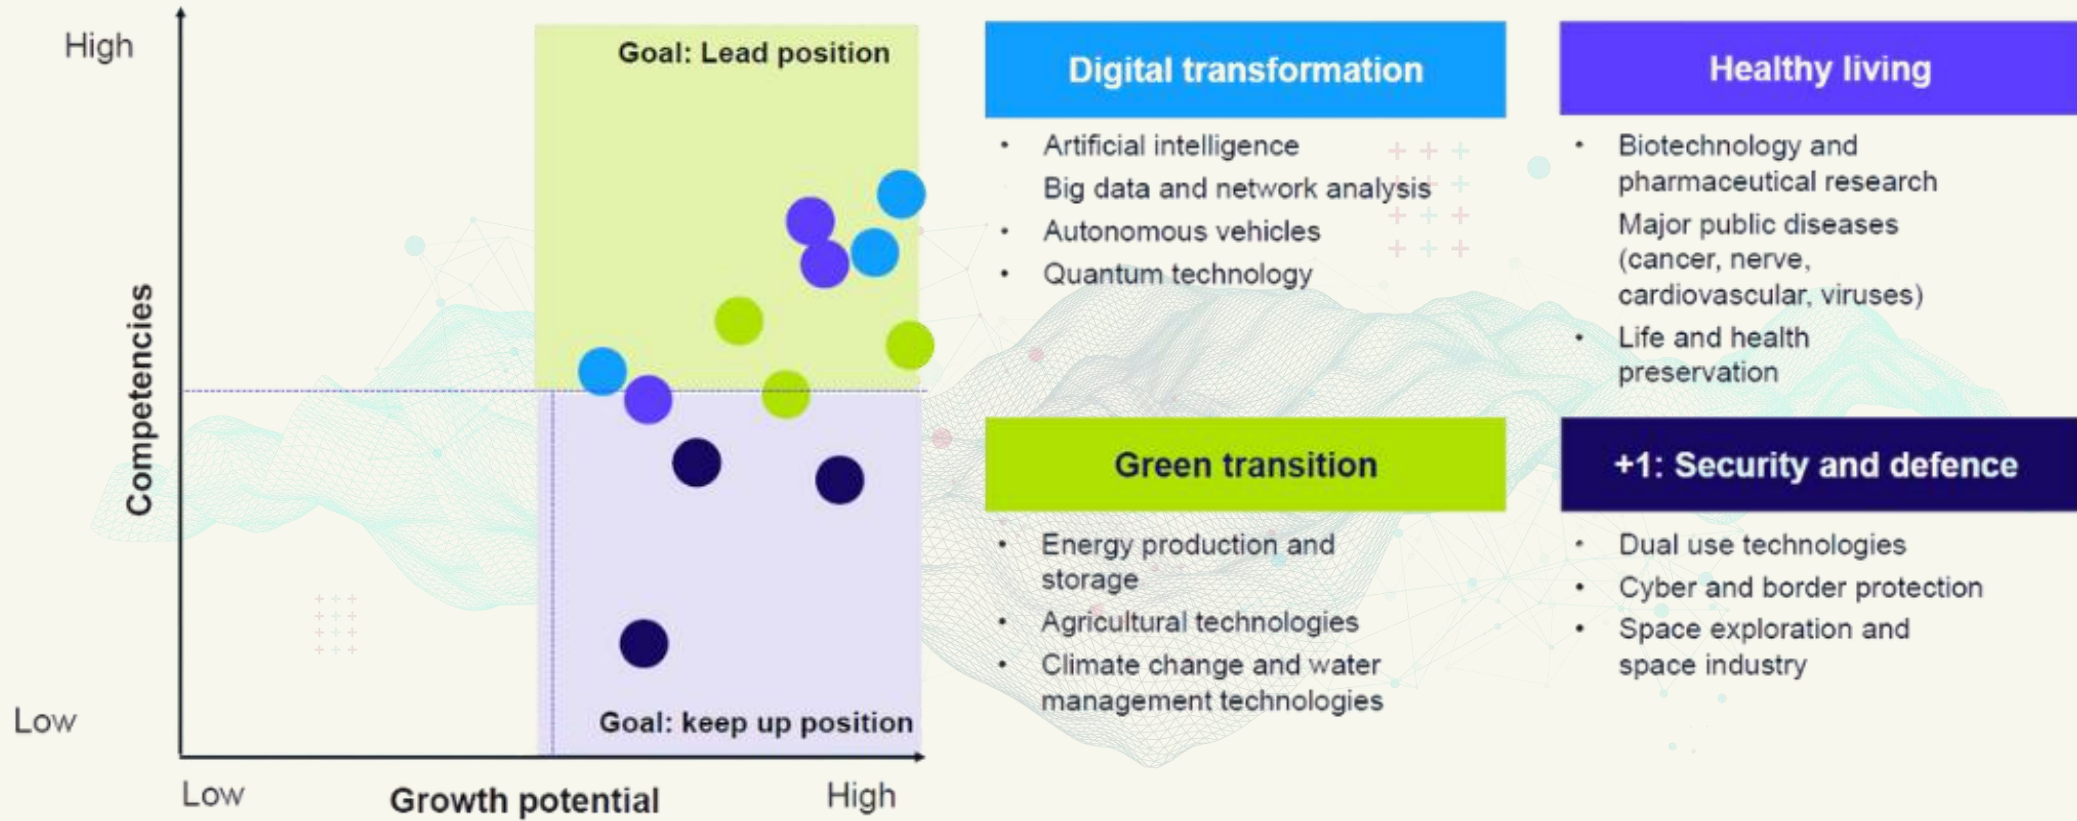 High
Goal: Lead position
Competencies
Low
Goal: keep up position
Low
Growth potential
High
Digital transformation
• Artificial intelligence
Big data and network analysis
• Autonomous vehicles
• Quantum technology
Healthy living
• Biotechnology and
pharmaceutical research
Major public diseases
(cancer, nerve,
cardiovascular, viruses)
• Life and health
preservation
Green transition
• Energy production and
storage
• Agricultural technologies
• Climate change and water
management technologies
+1: Security and defence
• Dual use technologies
• Cyber and border protection
• Space exploration and
space industry